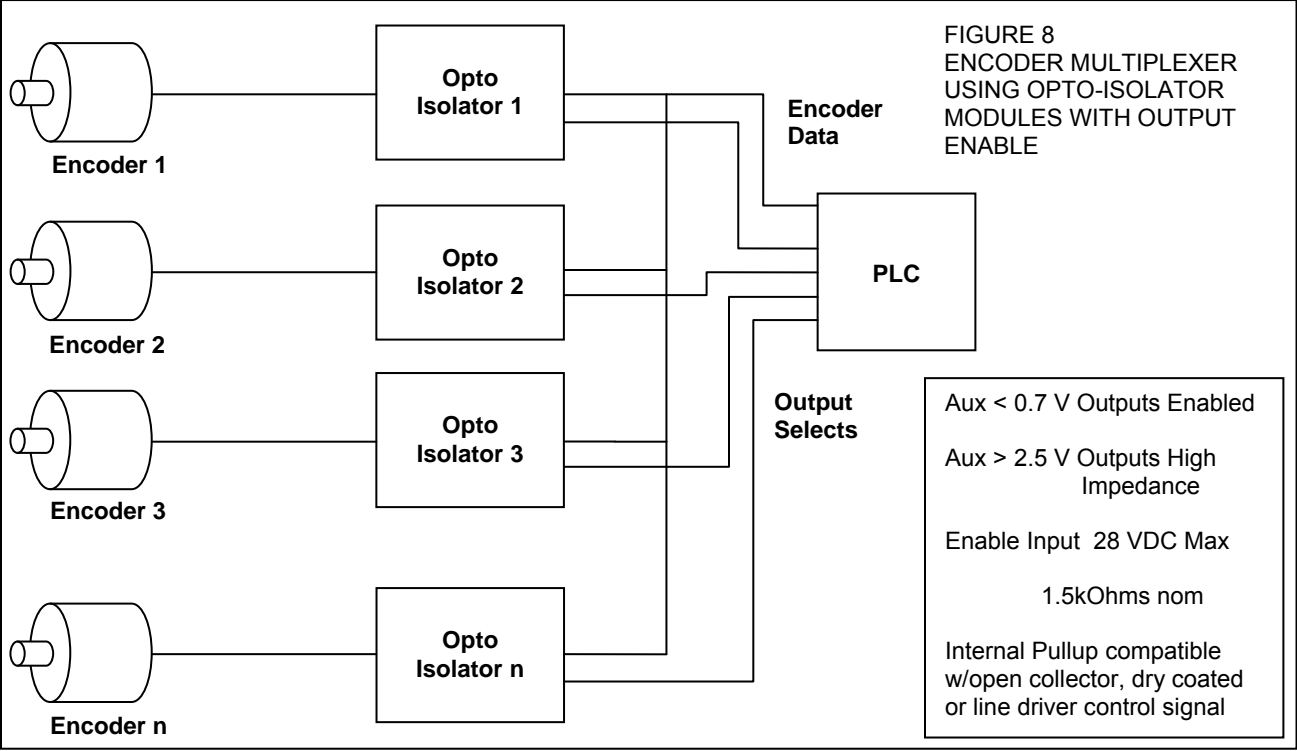 FIGURE 8
ENCODER MULTIPLEXER
USING OPTO-ISOLATOR
MODULES WITH OUTPUT
ENABLE
Opto
Isolator 1
Encoder 1
Encoder
Data
Opto
Isolator 2
Encoder 2
PLC
Opto
Isolator 3
Encoder 3
Output
Selects
Opto
Isolator n
Encoder n
Aux < 0.7 V Outputs Enabled
Aux > 2.5 V Outputs High
Impedance
Enable Input 28 VDC Max
1.5kOhms nom
Internal Pullup compatible
w/open collector, dry coated
or line driver control signal